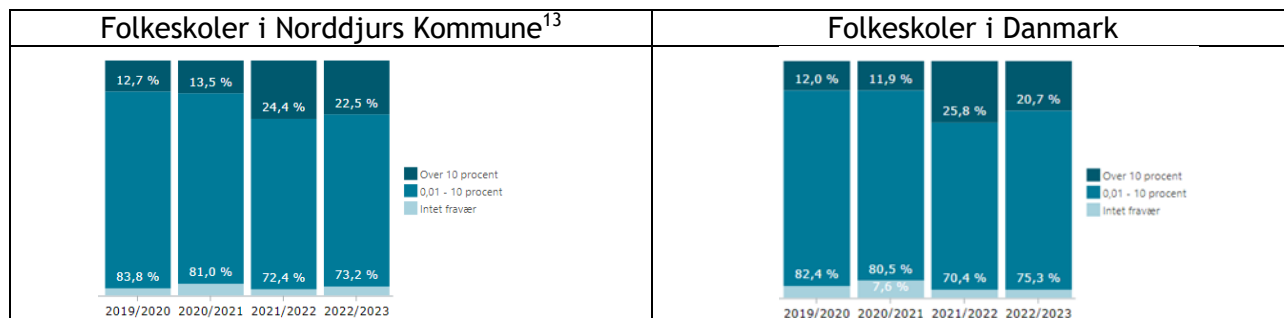 Folkeskoler i Norddjurs Kommune13
12,7 %
13,5 %
24,4 %
22,5 %
83,8 %
81,0 %
72,4 %
73,2 %
2019/2020 2020/2021 2021/2022 2022/2023
Over 10 procent
0,01 - 10 procent
Intet fravær
Folkeskoler i Danmark
12,0 %
11,9 %
25,8 %
20,7 %
82,4 %
80,5 %
70,4 %
75,3 %
7,6 %
2019/2020 2020/2021 2021/2022 2022/2023
Over 10 procent
0,01 - 10 procent
Intet fravær